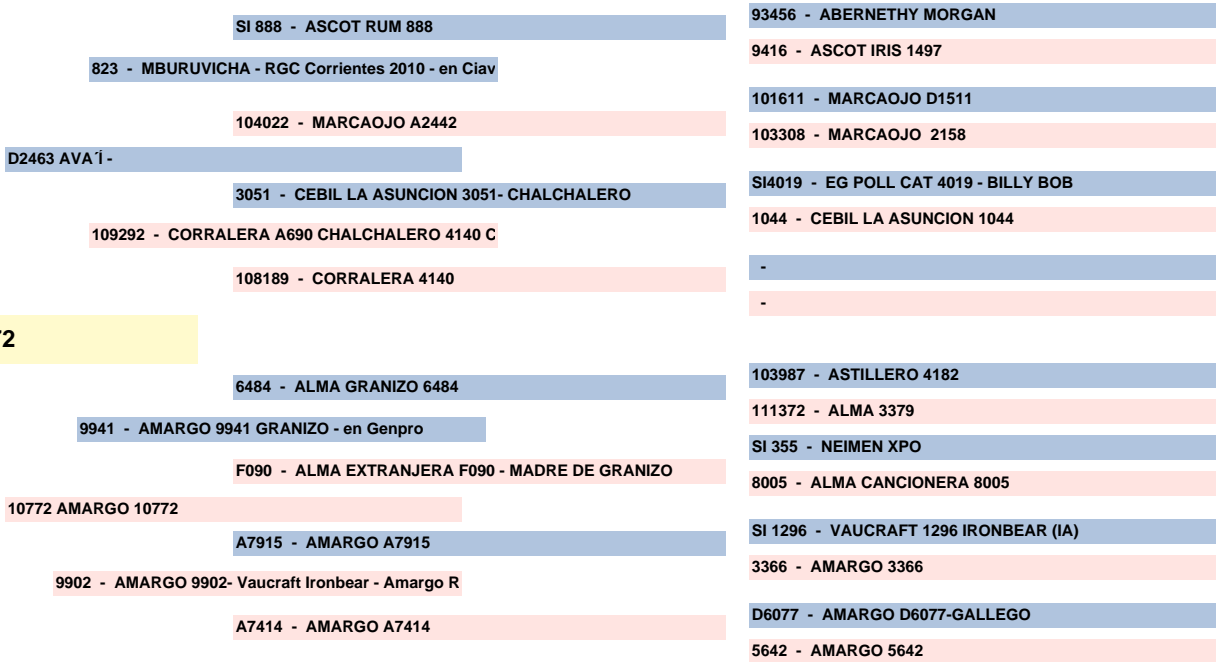 93456 - ABERNETHY MORGAN
SI 888 - ASCOT RUM 888
9416 - ASCOT IRIS 1497
823 - MBURUVICHA - RGC Corrientes 2010 - en Ciav
101611 - MARCAOJO D1511
104022 - MARCAOJO A2442
103308 - MARCAOJO 2158
D2463 AVA´Í -
SI4019 - EG POLL CAT 4019 - BILLY BOB
3051 - CEBIL LA ASUNCION 3051- CHALCHALERO
1044 - CEBIL LA ASUNCION 1044
109292 - CORRALERA A690 CHALCHALERO 4140 C
-
108189 - CORRALERA 4140
-
72
103987 - ASTILLERO 4182
6484 - ALMA GRANIZO 6484
111372 - ALMA 3379
9941 - AMARGO 9941 GRANIZO - en Genpro
SI 355 - NEIMEN XPO
F090 - ALMA EXTRANJERA F090 - MADRE DE GRANIZO
8005 - ALMA CANCIONERA 8005
10772 AMARGO 10772
SI 1296 - VAUCRAFT 1296 IRONBEAR (IA)
A7915 - AMARGO A7915
3366 - AMARGO 3366
9902 - AMARGO 9902- Vaucraft Ironbear - Amargo R
D6077 - AMARGO D6077-GALLEGO
A7414 - AMARGO A7414
5642 - AMARGO 5642